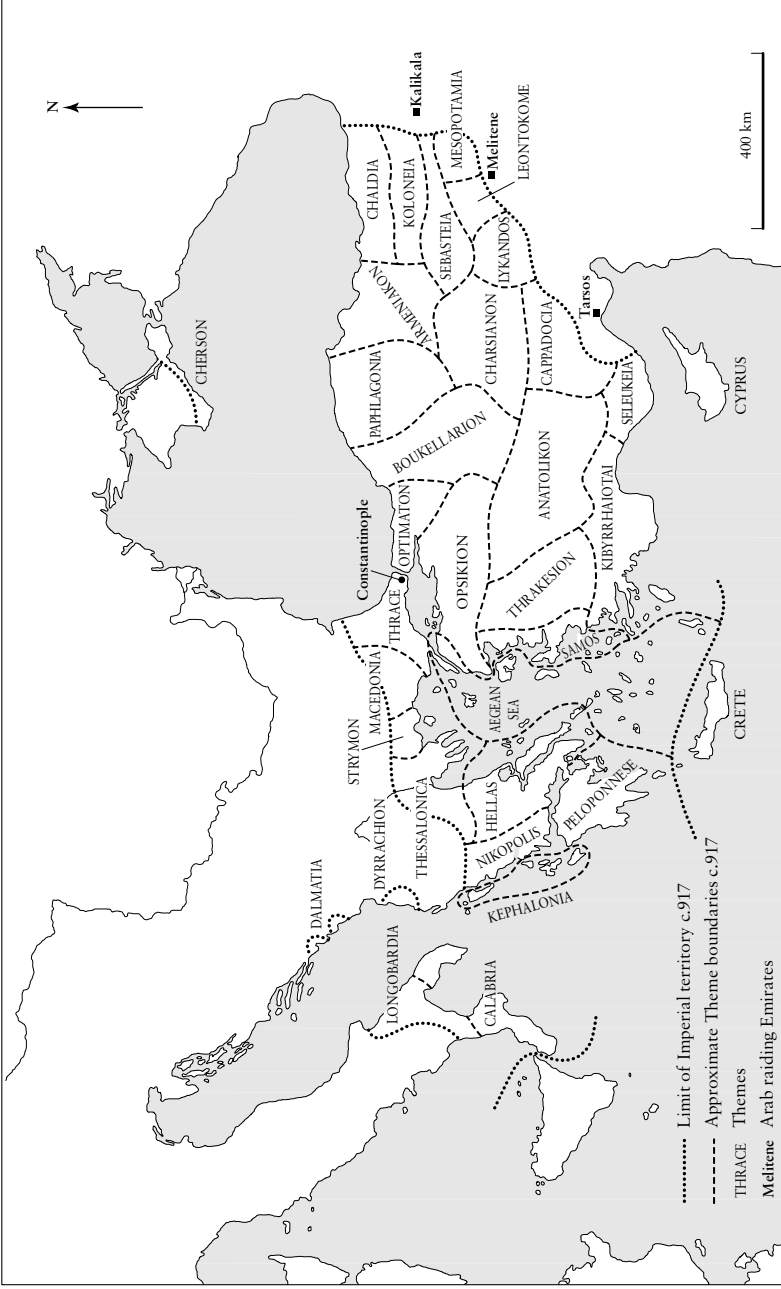 N
CHERSON
DALMATIA
LONGOBARDIA
CALABRIA
DYRRACHION
THESSALONICA
STRYMON
MACEDONIA
THRACE
Constantinople
OPTIMATON
PAPHLAGONIA
BOUKELLARION
ARMENIAKON
CHALDIA
KOLONEIA
Kalikala
MESOPOTAMIA
SEBASTEIA
Melitene
LEONTOKOME
LYKANDOS
CHARSIANON
CAPPADOCIA
OPSIKION
ANATOLIKON
THRAKESION
KIBYRRHAIOTAI
SELEUKEIA
Tarsos
SAMOS
AEGEAN
SEA
HELLAS
NIKOPOLIS
KEPHALONIA
PELOPONNESE
CRETE
CYPRUS
400 km
Limit of Imperial territory c.917
Approximate Theme boundaries c.917
THRACE Themes
Melitene Arab raiding Emirates